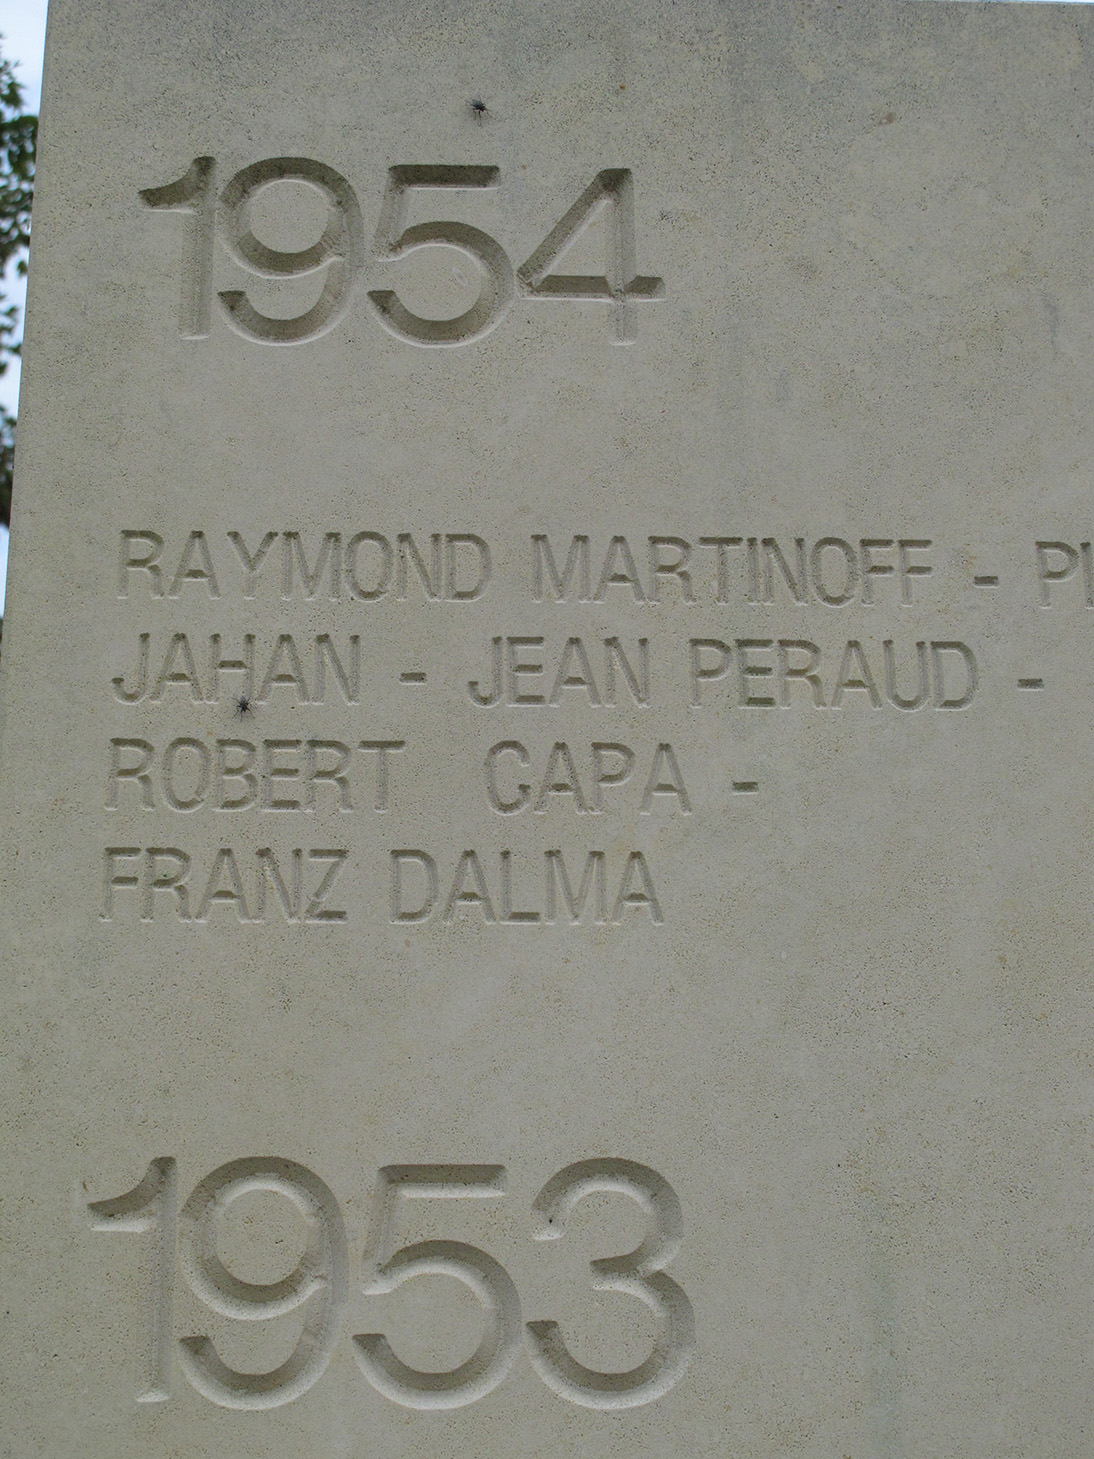 1954
RAYMOND MARTINOFF -
JAHAN - JEAN PERAUD -
ROBERT CAPA -
FRANZ DALMA
1953